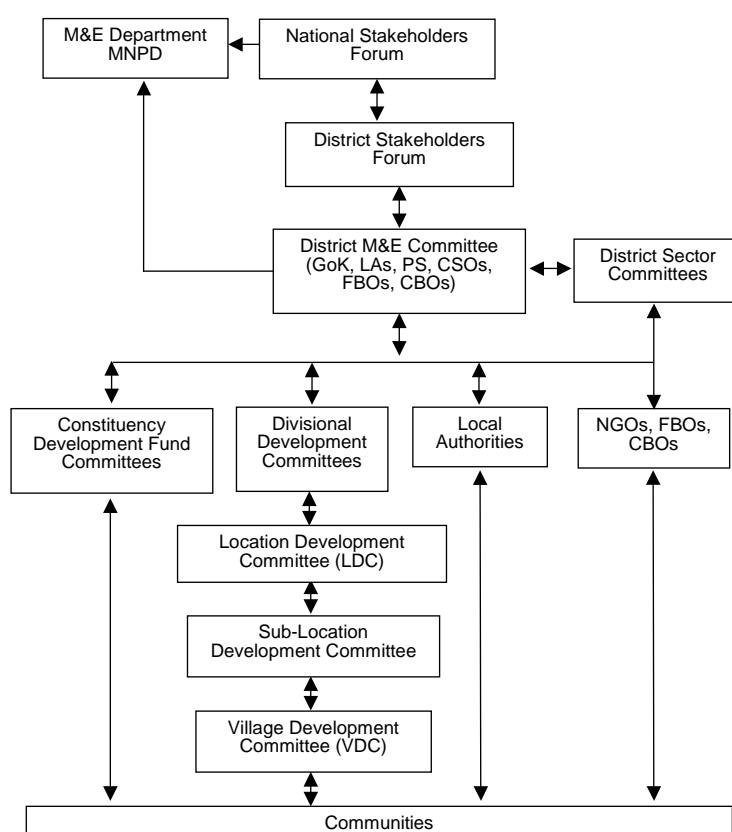 M&E Department
MNPD
National Stakeholders
Forum
District Stakeholders
Forum
District M&E Committee
(GoK, LAs, PS, CSOs,
FBOs, CBOs)
District Sector
Committees
Constituency
Development Fund
Committees
Divisional
Development
Committees
Local
Authorities
NGOs, FBOs,
CBOs
Location Development
Committee (LDC)
Sub-Location
Development Committee
Village Development
Committee (VDC)
Communities